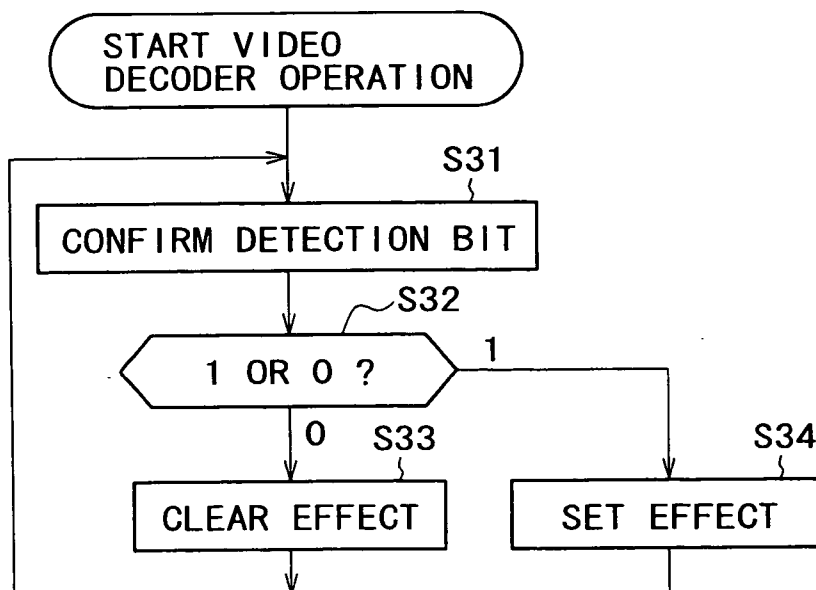 START VIDEO
DECODER OPERATION
S31
CONFIRM DETECTION BIT
S32
1 OR 0 ?
1
0
S33
S34
CLEAR EFFECT
SET EFFECT